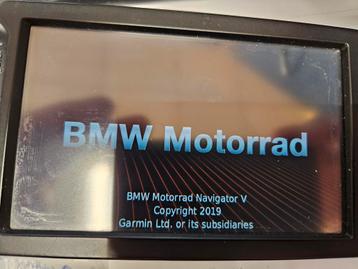 BMW Motorrad
BMW Motorrad Navigator V
Copyright 2019
Garmin Ltd. or its subsidiaries